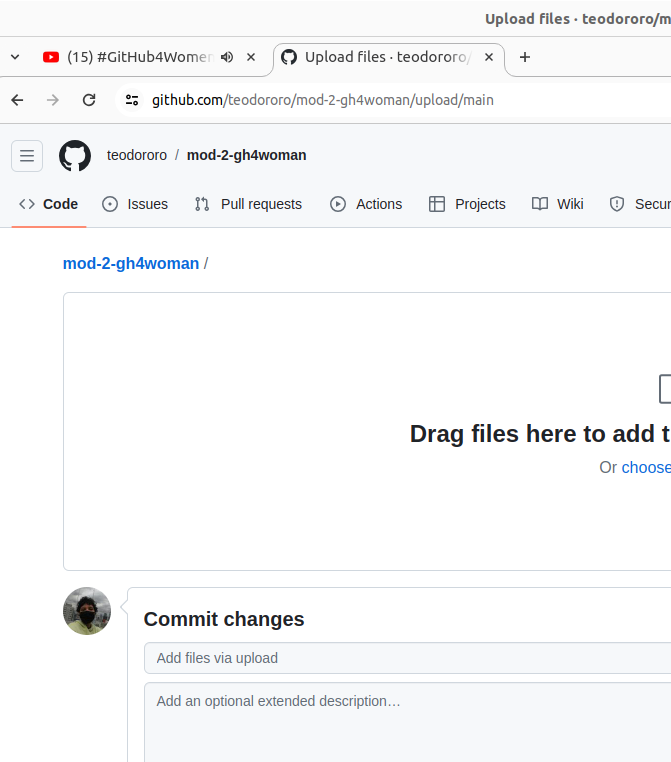 Upload files · teodororo/m
(15) #GitHub4Women
Upload files · teodororo/
github.com/teodororo/mod-2-gh4woman/upload/main
teodororo / mod-2-gh4woman
Code Issues Pull requests Actions Projects Wiki Secur
mod-2-gh4woman /
Drag files here to add t
Or choose
Commit changes
Add files via upload
Add an optional extended description…